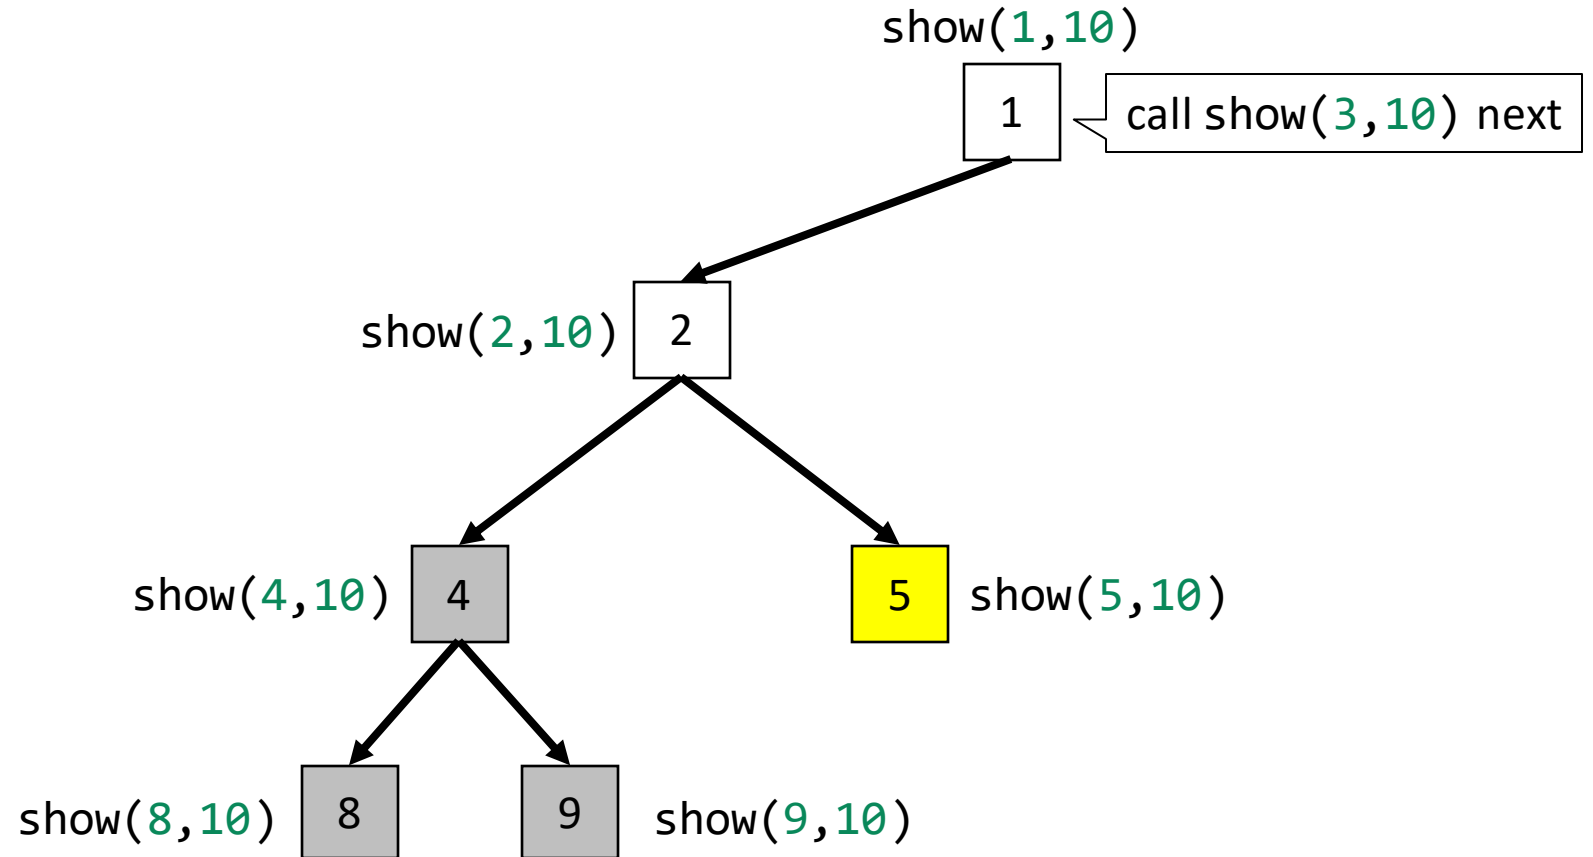 show(1,10)
1
call show(3,10) next
show(2,10)
2
show(4,10)
4
5
show(5,10)
show(8,10)
8
9
show(9,10)